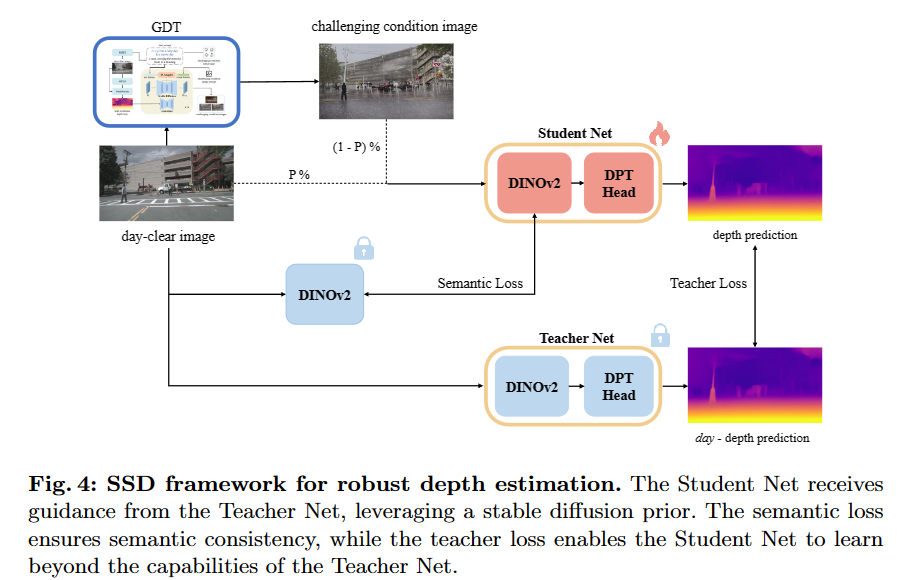 GDT
challenging condition image
(1 - P) %
P %
day-clear image
Student Net
DINOv2
DPT
Head
depth prediction
DINOv2
Semantic Loss
Teacher Loss
Teacher Net
DINOv2
DPT
Head
day - depth prediction
Fig. 4: SSD framework for robust depth estimation. The Student Net receives
guidance from the Teacher Net, leveraging a stable diffusion prior. The semantic loss
ensures semantic consistency, while the teacher loss enables the Student Net to learn
beyond the capabilities of the Teacher Net.